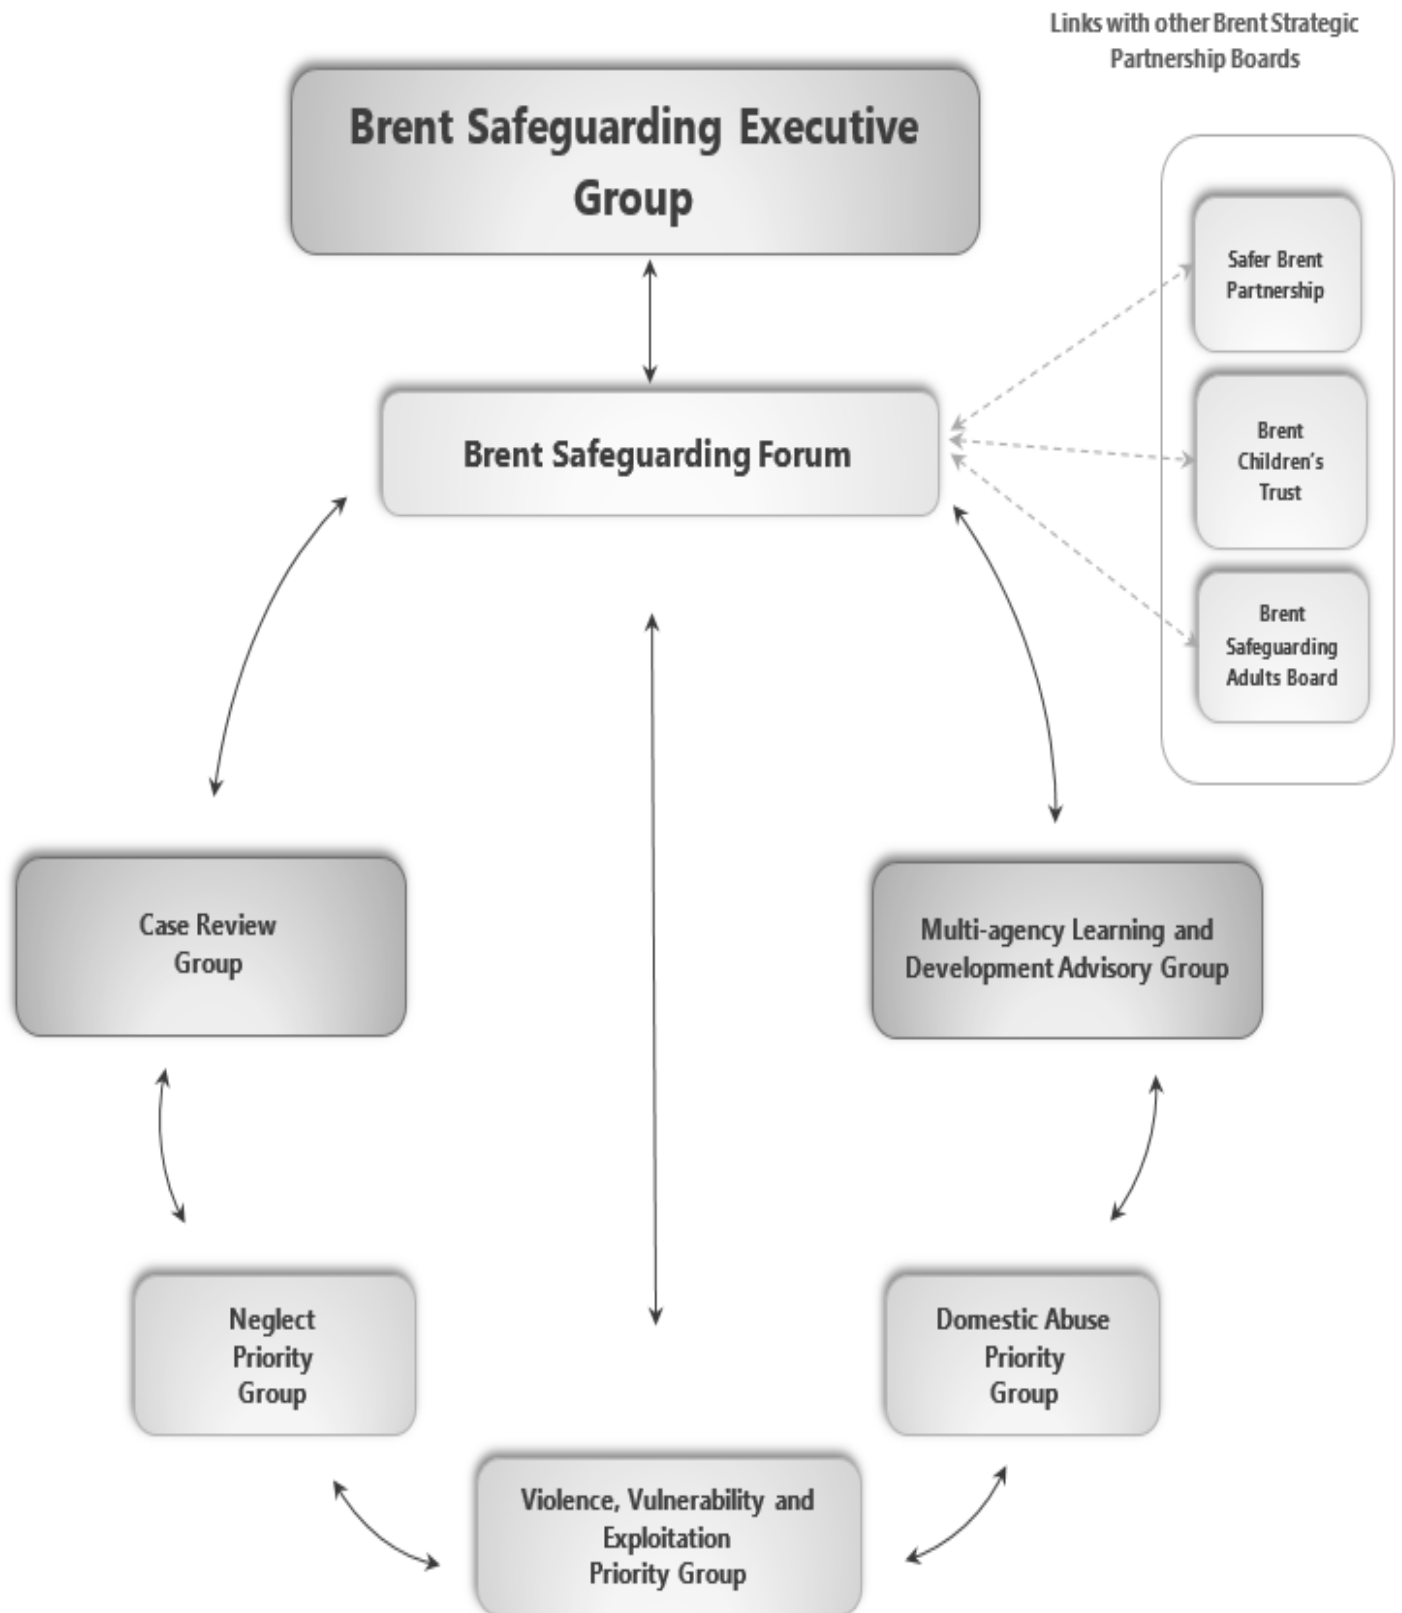 Links with other Brent Strategic
Partnership Boards
Brent Safeguarding Executive
Group
Safer Brent
Partnership
Brent Safeguarding Forum
Brent
Children’s
Trust
Brent
Safeguarding
Adults Board
Case Review
Group
Multi-agency Learning and
Development Advisory Group
Neglect
Priority
Group
Domestic Abuse
Priority
Group
Violence, Vulnerability and
Exploitation
Priority Group